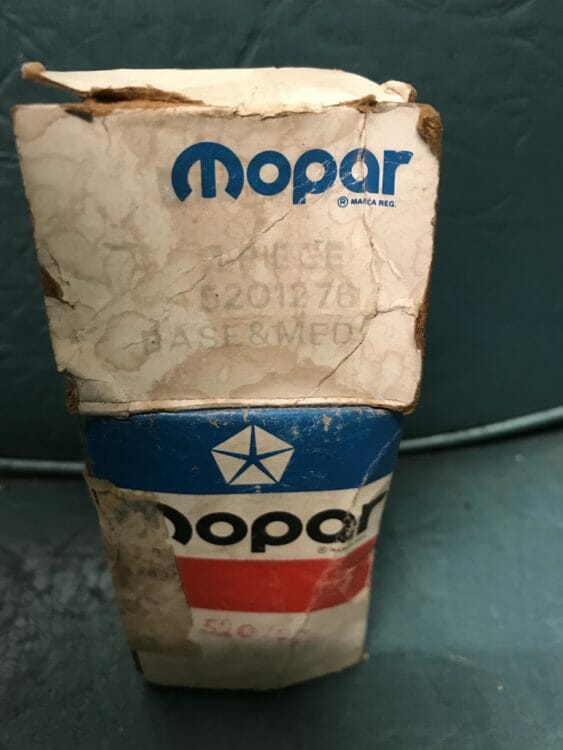 mopar
® MARCA REG.
1 PIECE
5201276
BASE & MED
mopar